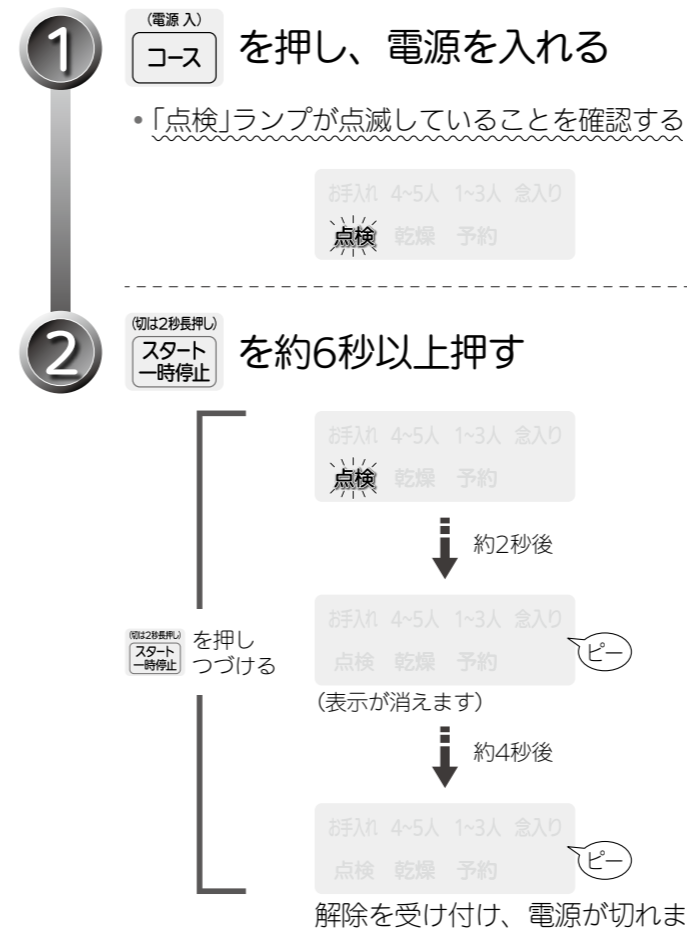 1
(電源 入)
コース を押し、電源を入れる
•「点検」ランプが点滅していることを確認する
お手入れ 4~5人 1~3人 念入り
点検 乾燥 予約
2
(切は2秒長押し)
スタート
一時停止
を約6秒以上押す
お手入れ 4~5人 1~3人 念入り
点検 乾燥 予約
約2秒後
お手入れ 4~5人 1~3人 念入り
点検 乾燥 予約
ピー
(切は2秒長押し)
スタート
一時停止
を押し
つづける
(表示が消えます)
約4秒後
お手入れ 4~5人 1~3人 念入り
点検 乾燥 予約
ピー
解除を受け付け、電源が切れま